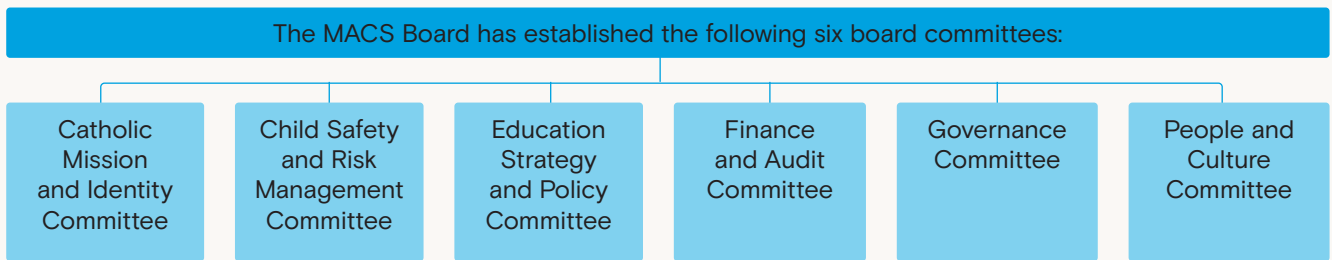 The MACS Board has established the following six board committees:
Catholic
Mission
and Identity
Committee
Child Safety
and Risk
Management
Committee
Education
Strategy
and Policy
Committee
Finance
and Audit
Committee
Governance
Committee
People and
Culture
Committee